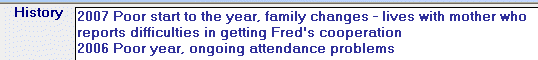 History
2007 Poor start to the year, family changes - lives with mother who
reports difficulties in getting Fred's cooperation
2006 Poor year, ongoing attendance problems